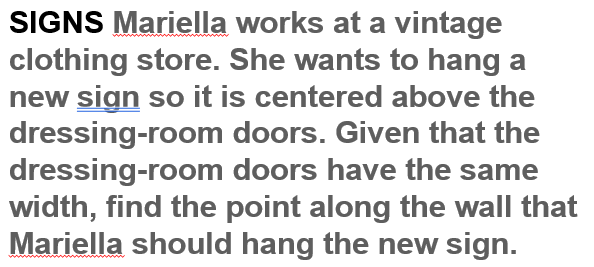 SIGNS Mariella works at a vintage
clothing store. She wants to hang a
new sign so it is centered above the
dressing-room doors. Given that the
dressing-room doors have the same
width, find the point along the wall that
Mariella should hang the new sign.